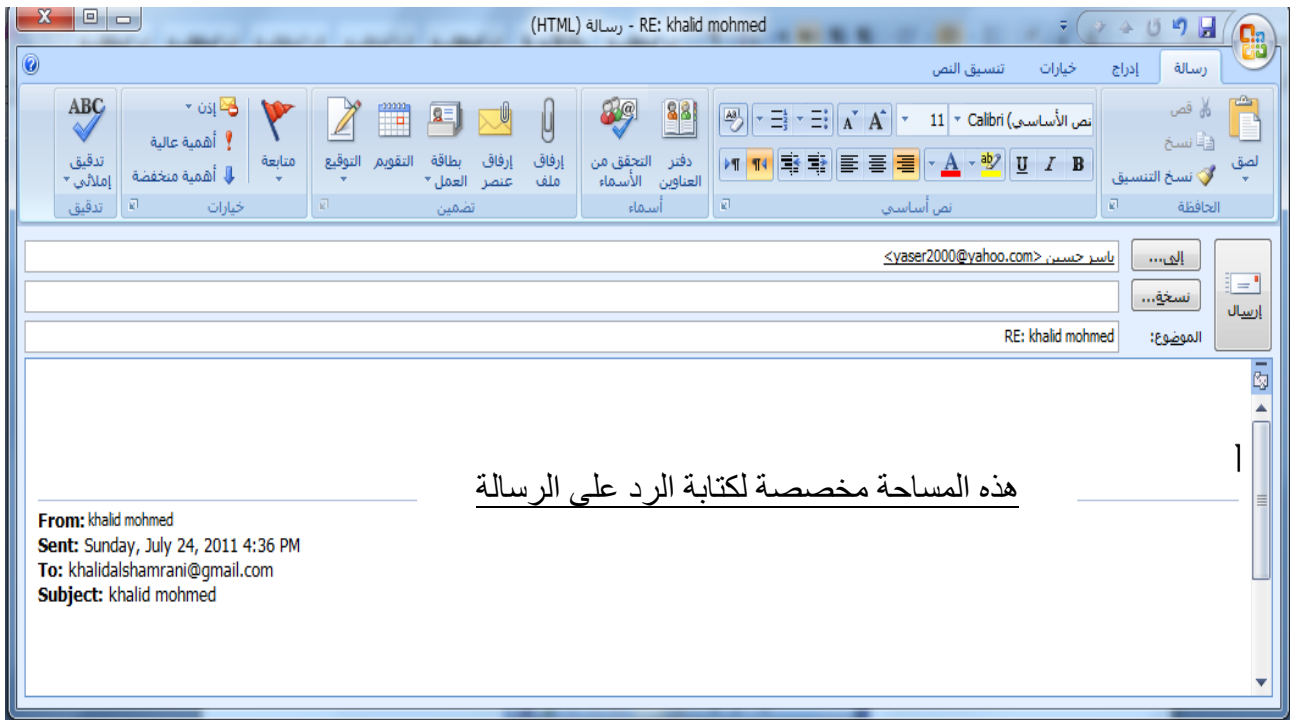 RE: khalid mohmed - رسالة (HTML)
رسالة إدراج خيارات تنسيق النص
لصق
قص
نسخ
نسخ التنسيق
الحافظة
Calibri (نص الأساسي 11
B I U ab A
نص أساسي
دفتر العناوين
التحقق من الأسماء
أسماء
إرفاق ملف
إرفاق عنصر
بطاقة العمل
التقويم
التوقيع
تضمين
متابعة
إذن
أهمية عالية
أهمية منخفضة
خيارات
ABC
تدقيق إملائي
تدقيق
إرسال
إلى...
ياسر حسين <yaser2000@yahoo.com>
نسخة...
الموضوع:
RE: khalid mohmed
هذه المساحة مخصصة لكتابة الرد على الرسالة
From: khalid mohmed
Sent: Sunday, July 24, 2011 4:36 PM
To: khalidalshamrani@gmail.com
Subject: khalid mohmed